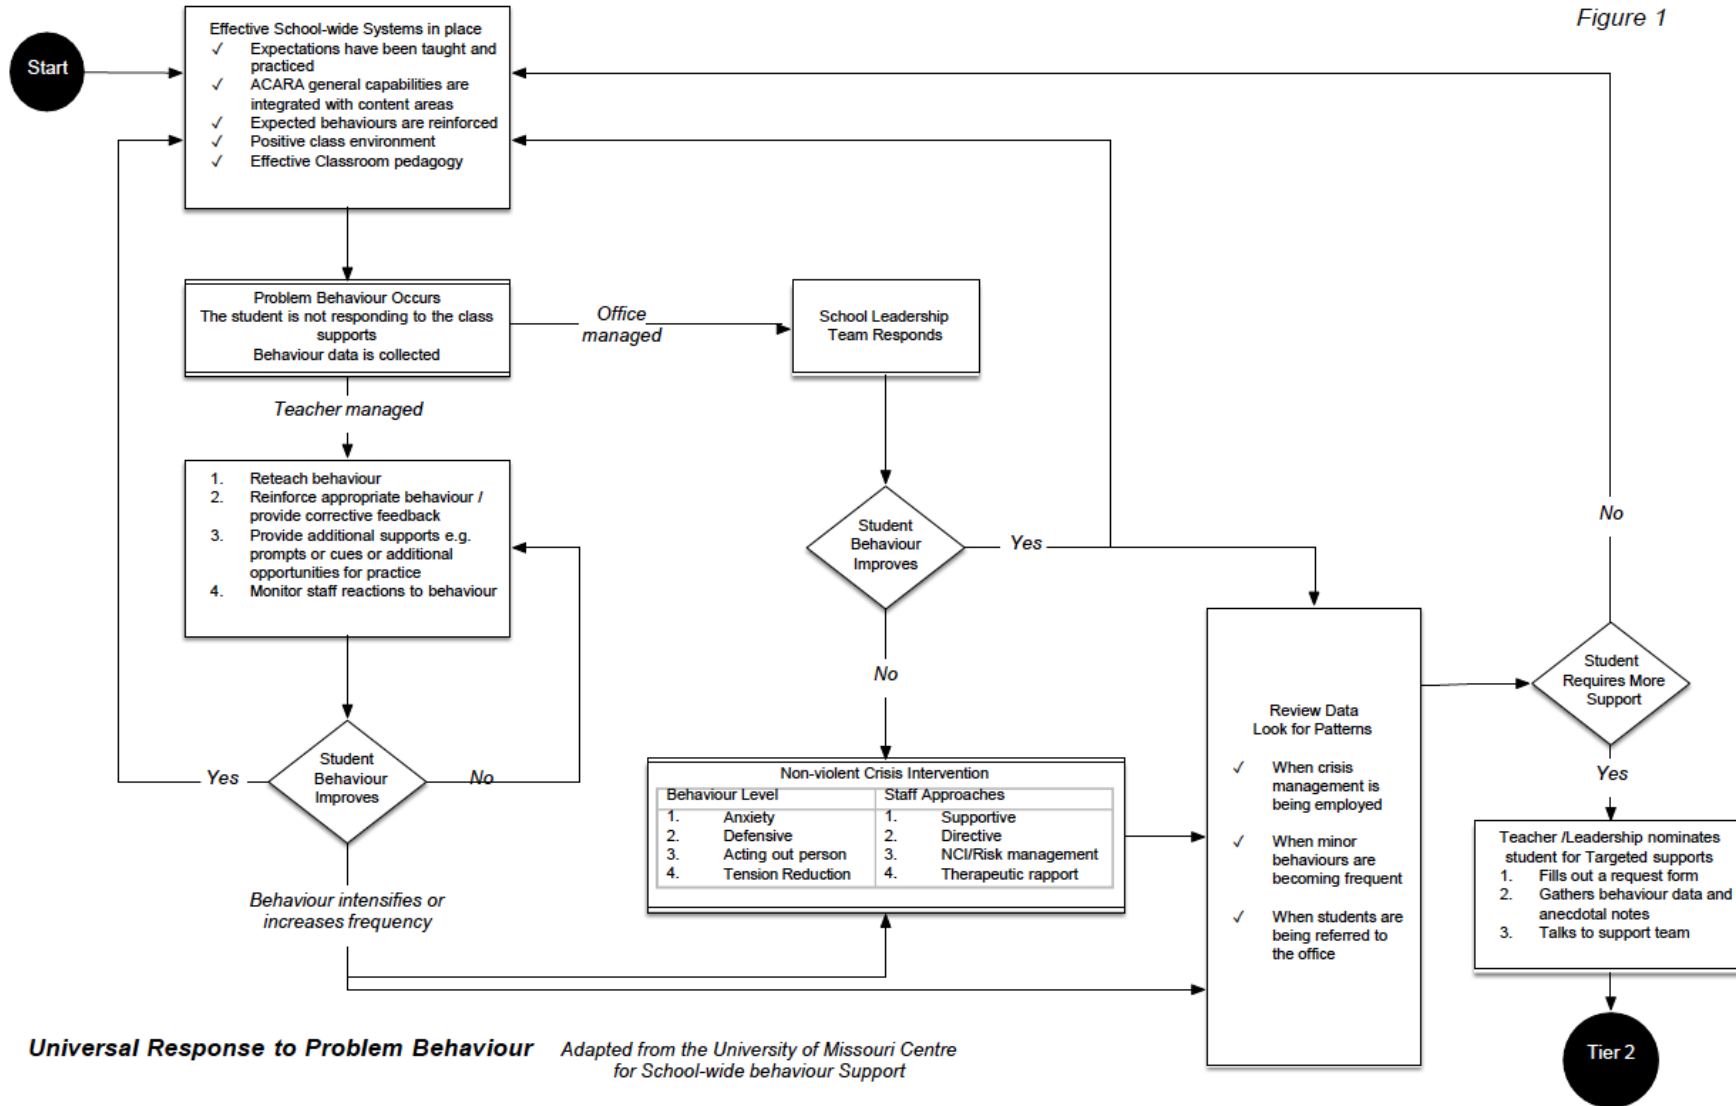 Figure 1
Start
Effective School-wide Systems in place
✓ Expectations have been taught and
practiced
✓ ACARA general capabilities are
integrated with content areas
✓ Expected behaviours are reinforced
✓ Positive class environment
✓ Effective Classroom pedagogy
Problem Behaviour Occurs
The student is not responding to the class
supports
Behaviour data is collected
Office
managed
School Leadership
Team Responds
Teacher managed
1. Reteach behaviour
2. Reinforce appropriate behaviour /
provide corrective feedback
3. Provide additional supports e.g.
prompts or cues or additional
opportunities for practice
4. Monitor staff reactions to behaviour
Student
Behaviour
Improves
Yes
No
No
Student
Behaviour
Improves
Yes
No
Behaviour intensifies or
increases frequency
Non-violent Crisis Intervention
Behaviour Level Staff Approaches
1. Anxiety 1. Supportive
2. Defensive 2. Directive
3. Acting out person 3. NCI/Risk management
4. Tension Reduction 4. Therapeutic rapport
Review Data
Look for Patterns
✓ When crisis
management is
being employed
✓ When minor
behaviours are
becoming frequent
✓ When students are
being referred to
the office
Student
Requires More
Support
No
Yes
Teacher /Leadership nominates
student for Targeted supports
1. Fills out a request form
2. Gathers behaviour data and
anecdotal notes
3. Talks to support team
Tier 2
Universal Response to Problem Behaviour Adapted from the University of Missouri Centre
for School-wide behaviour Support